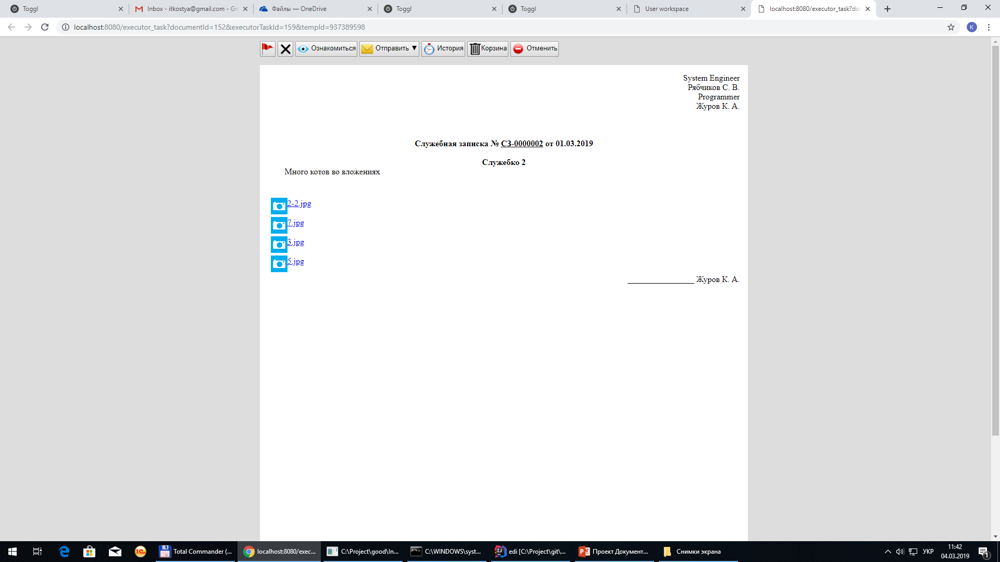 Toggl
Inbox - itkostya@gmail.com - Gm
Файлы — OneDrive
Toggl
Toggl
User workspace
localhost:8080/executor_task?do
localhost:8080/executor_task?documentId=152&executorTaskId=159&tempId=937389598
K
Ознакомиться
Отправить ▼
История
Корзина
Отменить
System Engineer
Рябчиков С. В.
Programmer
Журов К. А.
Служебная записка № СЗ-0000002 от 01.03.2019
Служебко 2
Много котов во вложениях
2-2.jpg
7.jpg
3.jpg
5.jpg
________________ Журов К. А.
Total Commander (...
localhost:8080/exec...
C:\Project\good\In...
C:\WINDOWS\syst...
edi [C:\Project\git\...
Проект Документ...
Снимки экрана
УКР
11:42
04.03.2019
1